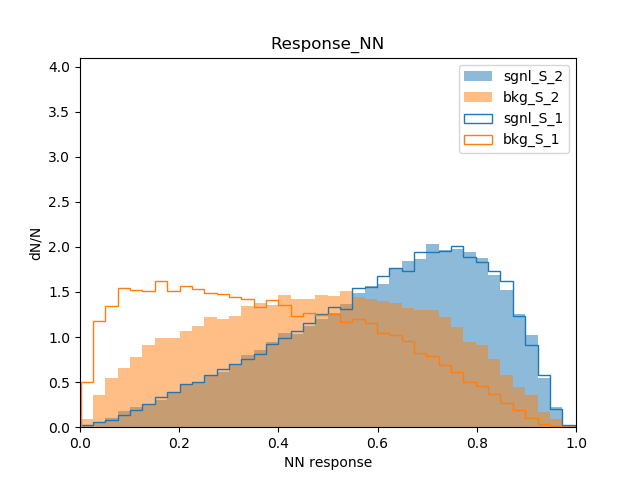 Response_NN
dN/N
4.0
3.5
3.0
2.5
2.0
1.5
1.0
0.5
0.0
sgnl_S_2
bkg_S_2
sgnl_S_1
bkg_S_1
0.0 0.2 0.4 0.6 0.8 1.0
NN response